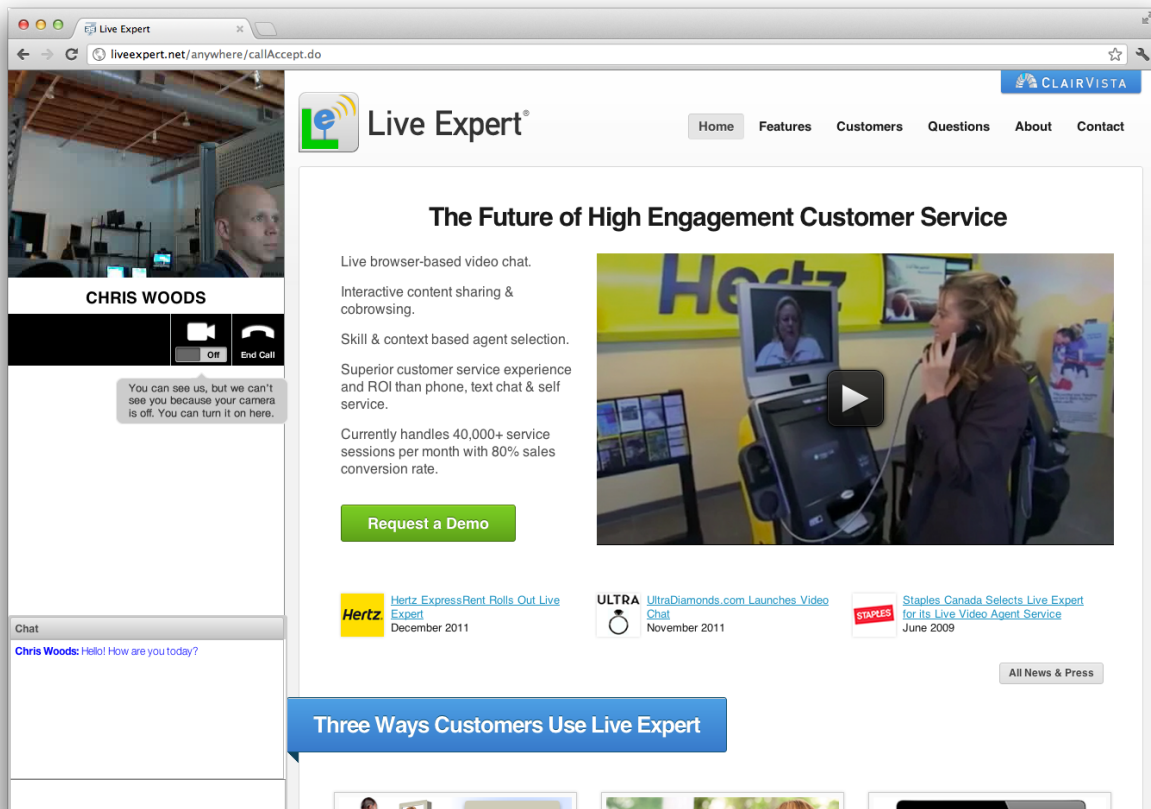 Live Expert
liveexpert.net/anywhere/callAccept.do
CHRIS WOODS
Off
End Call
You can see us, but we can't
see you because your camera
is off. You can turn it on here.
Chat
Chris Woods: Hello! How are you today?
CLAIRVISTA
Le
Live Expert®
Home
Features
Customers
Questions
About
Contact
The Future of High Engagement Customer Service
Live browser-based video chat.
Interactive content sharing &
cobrowsing.
Skill & context based agent selection.
Superior customer service experience
and ROI than phone, text chat & self
service.
Currently handles 40,000+ service
sessions per month with 80% sales
conversion rate.
Request a Demo
Hertz
Hertz.
Hertz ExpressRent Rolls Out Live
Expert
December 2011
ULTRA
UltraDiamonds.com Launches Video
Chat
November 2011
STAPLES
Staples Canada Selects Live Expert
for its Live Video Agent Service
June 2009
All News & Press
Three Ways Customers Use Live Expert